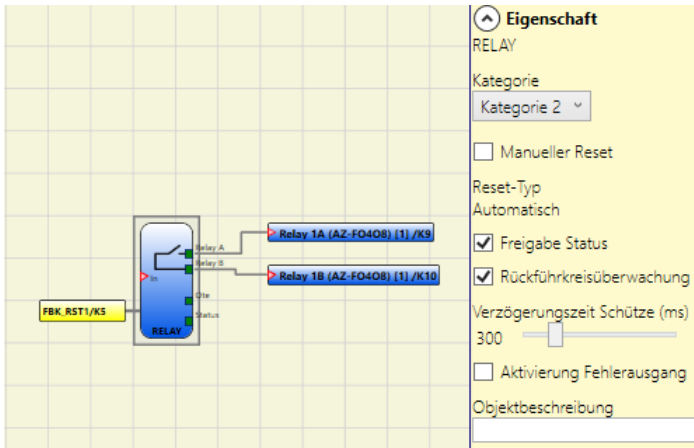 Eigenschaft
RELAY
Kategorie
Kategorie 2
Manueller Reset
Reset-Typ
Automatisch
Freigabe Status
Rückführkreisüberwachung
Verzögerungszeit Schütze (ms)
300
Aktivierung Fehlerausgang
Objektbeschreibung
Relay A
Relay 1A (AZ-FO4O8) [1] /K9
Relay B
Relay 1B (AZ-FO4O8) [1] /K10
In
Ote
FBK_RST1/K5
Status
RELAY